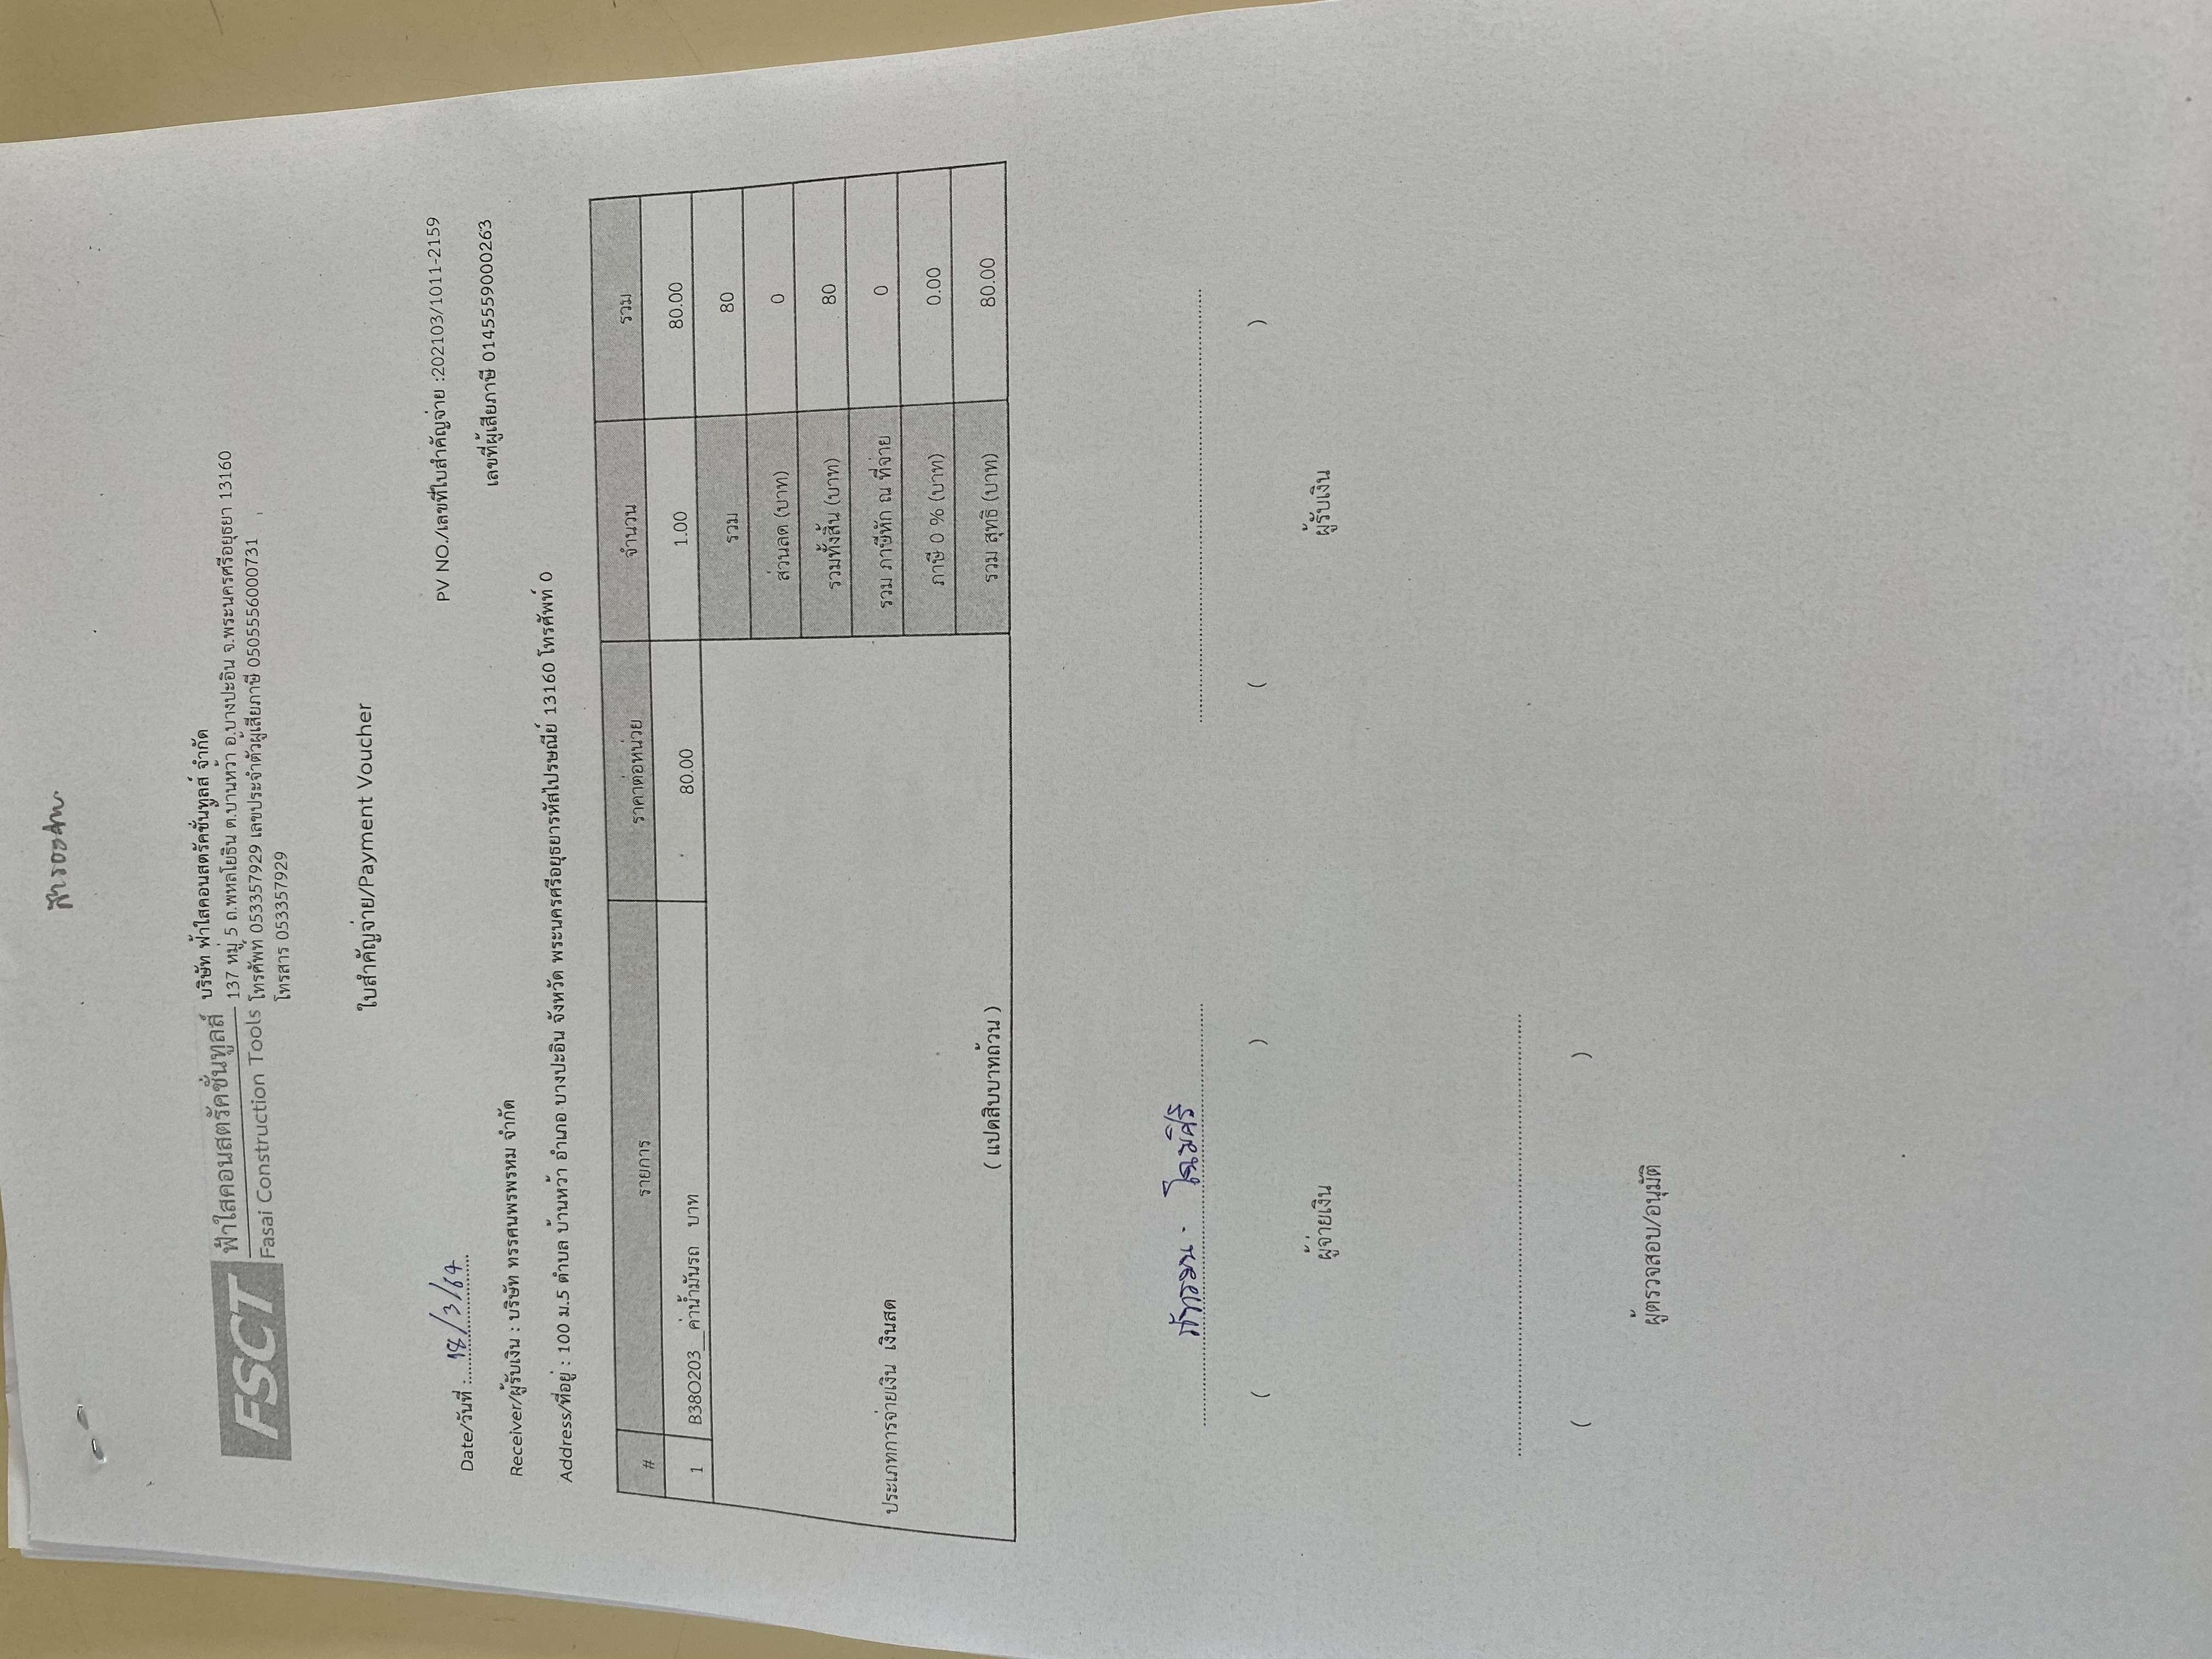 สำรองจ่าย
FSCT
ฟ้าใสคอนสตรัคชั่นทูลส์
Fasai Construction Tools
บริษัท ฟ้าใสคอนสตรัคชั่นทูลส์ จำกัด
137 หมู่ 5 ถ.พหลโยธิน ต.บ้านหว้า อ.บางปะอิน จ.พระนครศรีอยุธยา 13160
โทรศัพท์ 053357929 เลขประจำตัวผู้เสียภาษี 0505556000731
โทรสาร 053357929
ใบสำคัญจ่าย/Payment Voucher
PV NO./เลขที่ใบสำคัญจ่าย :202103/1011-2159
Date/วันที่ : 18/3/67
เลขที่ผู้เสียภาษี 0145559000263
Receiver/ผู้รับเงิน : บริษัท ทรรศนพรพรหม จำกัด
Address/ที่อยู่ : 100 ม.5 ตำบล บ้านหว้า อำเภอ บางปะอิน จังหวัด พระนครศรีอยุธยารหัสไปรษณีย์ 13160 โทรศัพท์ 0
# รายการ ราคาต่อหน่วย จำนวน รวม
1 B38O203__ค่าน้ำมันรถ บาท 80.00 1.00 80.00
รวม 80
ส่วนลด (บาท) 0
รวมทั้งสิ้น (บาท) 80
ประเภทการจ่ายเงิน เงินสด รวม ภาษีหัก ณ ที่จ่าย 0
ภาษี 0 % (บาท) 0.00
( แปดสิบบาทถ้วน ) รวม สุทธิ (บาท) 80.00
( ) ( )
ผู้จ่ายเงิน ผู้รับเงิน
( )
ผู้ตรวจสอบ/อนุมัติ